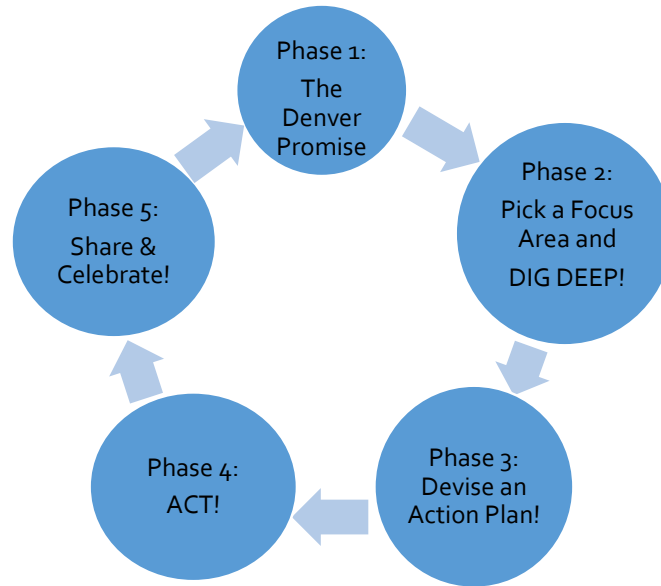 Phase 1:
The
Denver
Promise
Phase 2:
Pick a Focus
Area and
DIG DEEP!
Phase 3:
Devise an
Action Plan!
Phase 4:
ACT!
Phase 5:
Share &
Celebrate!